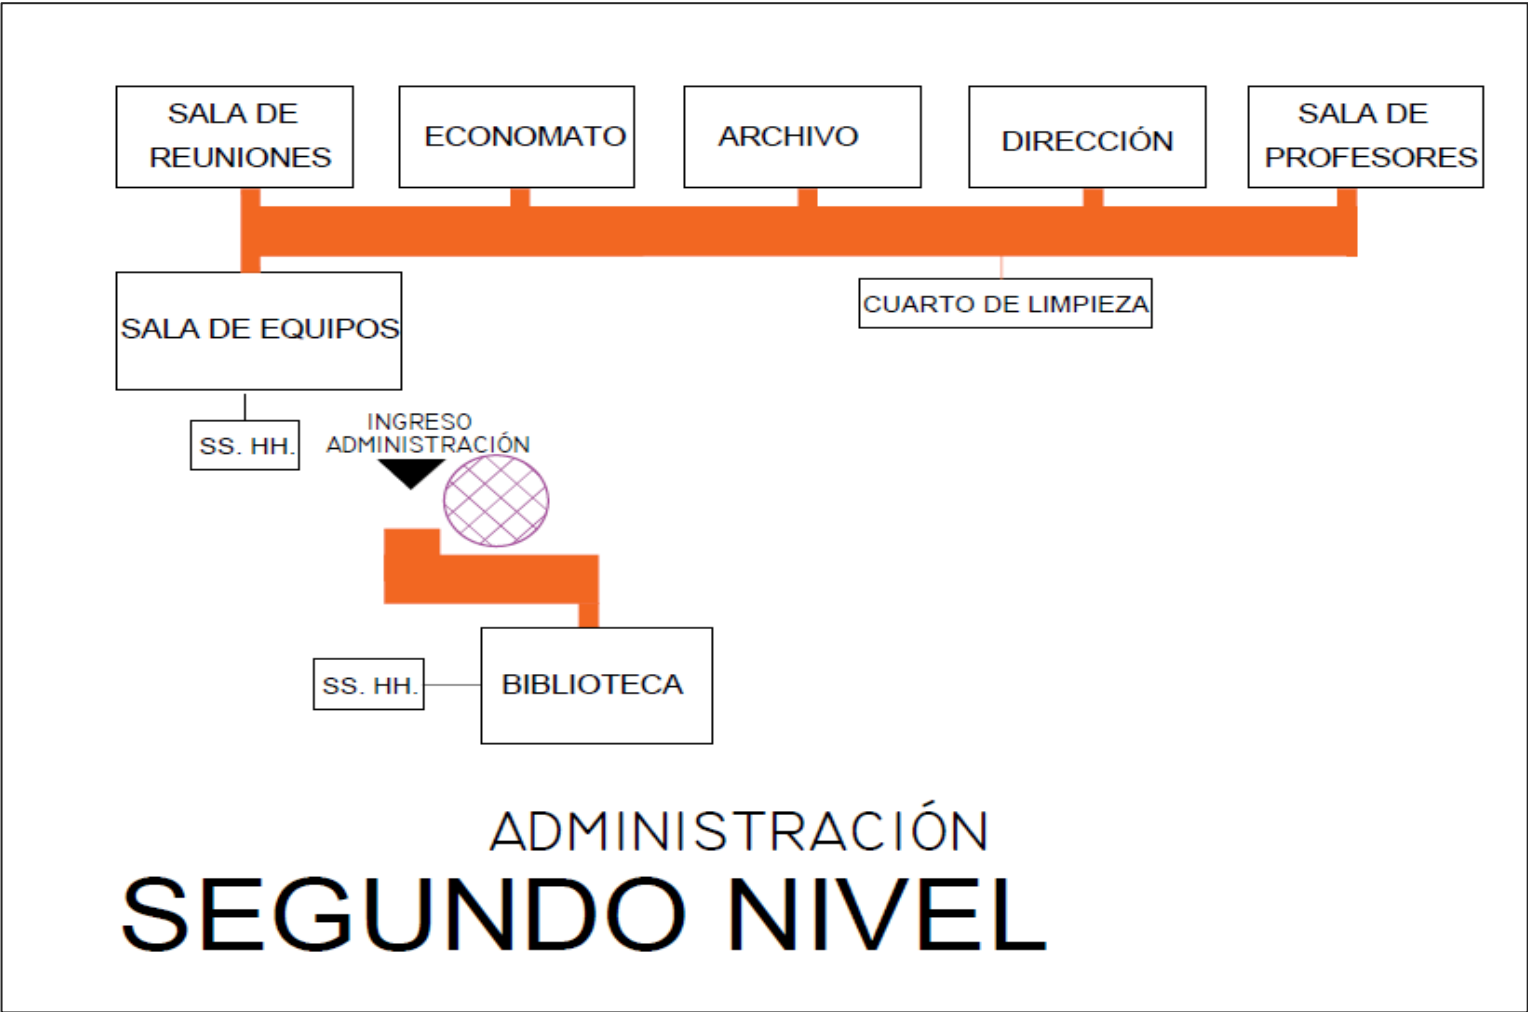 SALA DE
REUNIONES
ECONOMATO
ARCHIVO
DIRECCIÓN
SALA DE
PROFESORES
SALA DE EQUIPOS
CUARTO DE LIMPIEZA
SS. HH.
INGRESO
ADMINISTRACIÓN
SS. HH.
BIBLIOTECA
ADMINISTRACIÓN
SEGUNDO NIVEL